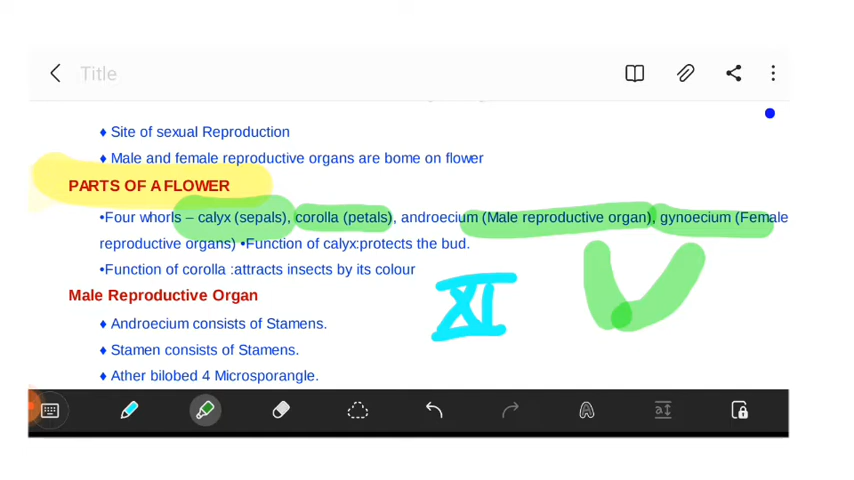 Title
♦ Site of sexual Reproduction
♦ Male and female reproductive organs are bome on flower
PARTS OF A FLOWER
•Four whorls – calyx (sepals), corolla (petals), androecium (Male reproductive organ), gynoecium (Female
reproductive organs) •Function of calyx:protects the bud.
•Function of corolla :attracts insects by its colour
Male Reproductive Organ
XI
♦ Androecium consists of Stamens.
♦ Stamen consists of Stamens.
♦ Ather bilobed 4 Microsporangle.